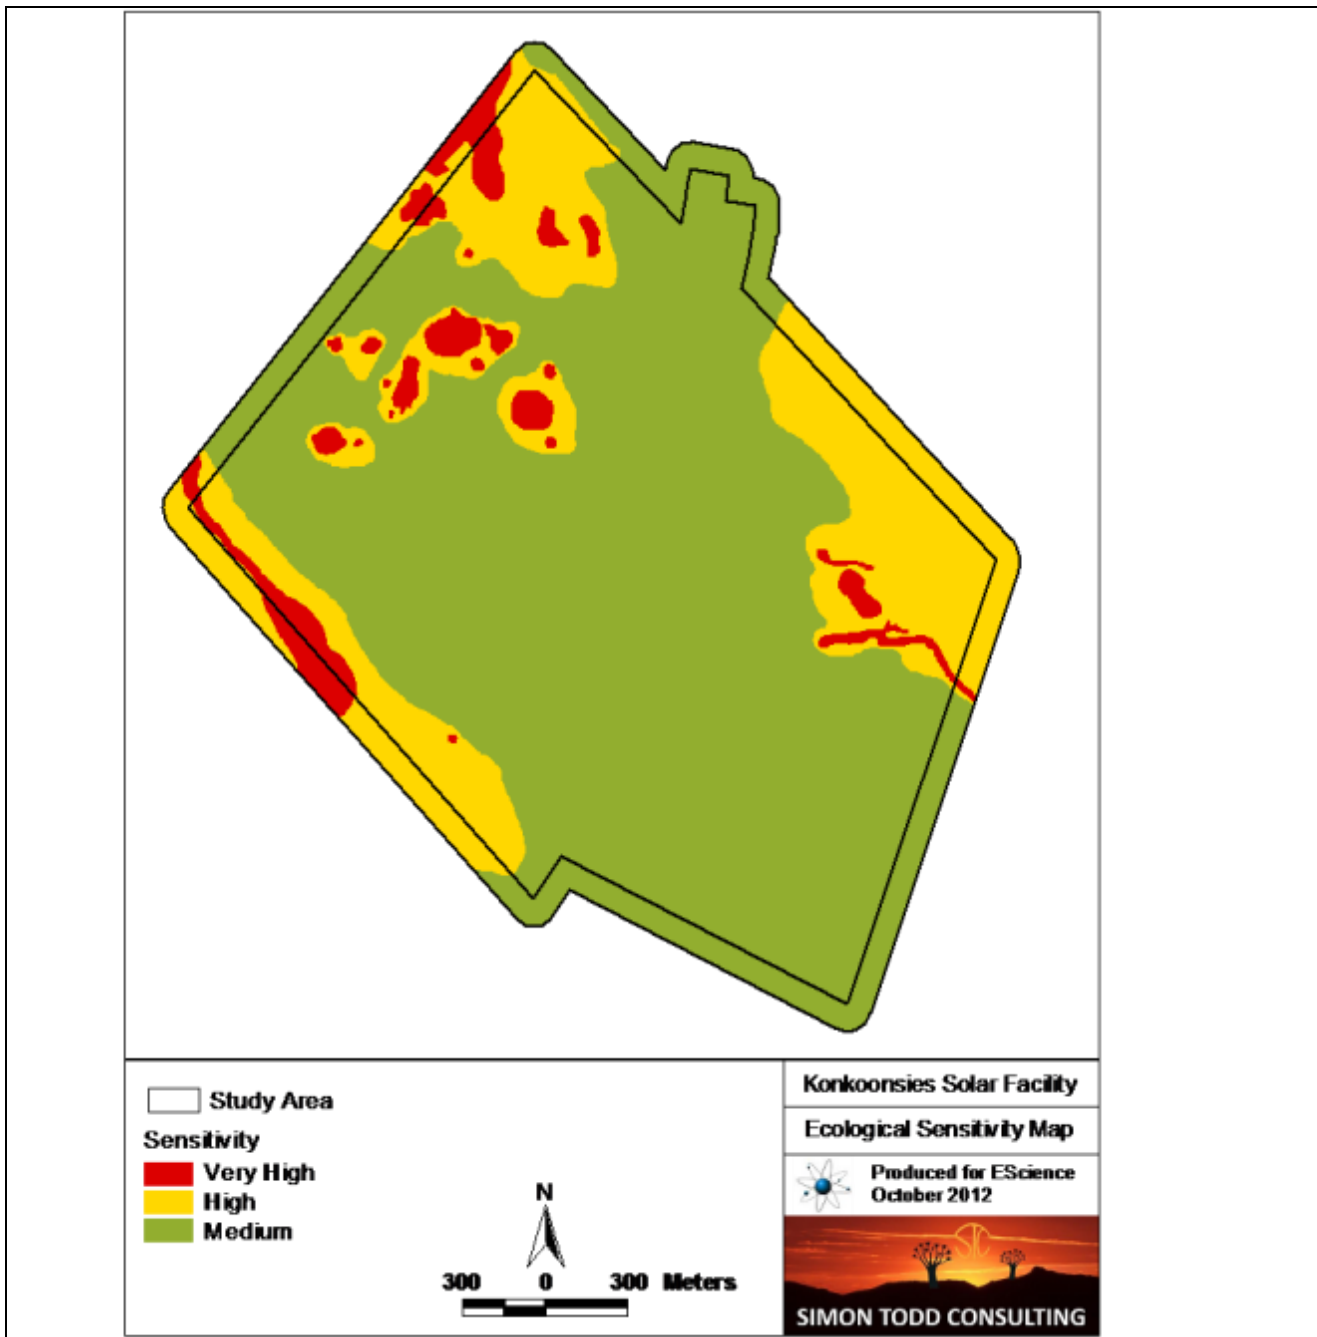 Study Area
Sensitivity
Very High
High
Medium
N
300 0 300 Meters
Konkoonsies Solar Facility
Ecological Sensitivity Map
Produced for EScience
October 2012
STC
SIMON TODD CONSULTING